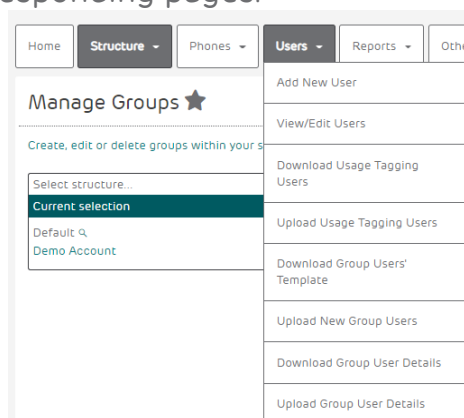 sponding pages.
Home
Structure
Phones
Users
Reports
Othe
Manage Groups
Create, edit or delete groups within your s
Select structure...
Current selection
Default
Demo Account
Add New User
View/Edit Users
Download Usage Tagging
Users
Upload Usage Tagging Users
Download Group Users'
Template
Upload New Group Users
Download Group User Details
Upload Group User Details